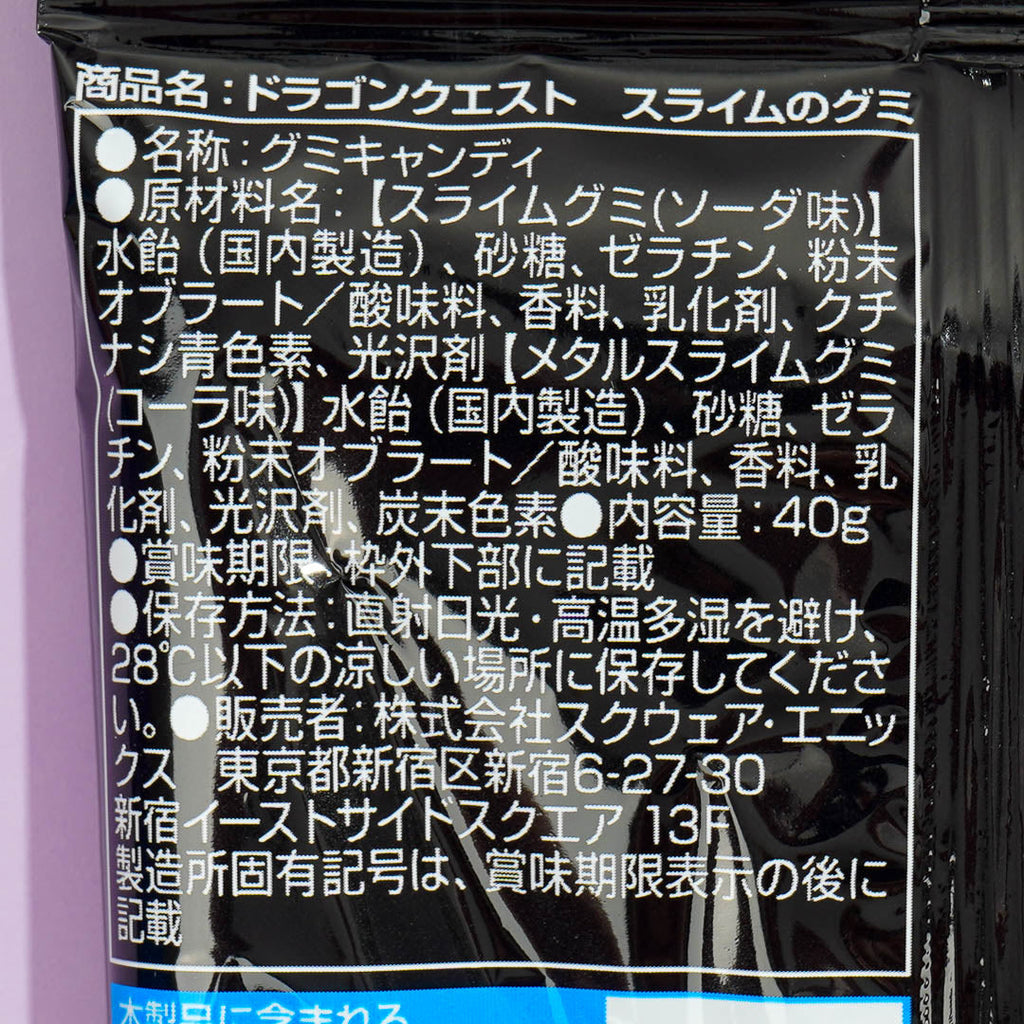 商品名:ドラゴンクエスト　スライムのグミ
●名称:グミキャンディ
●原材料名:【スライムグミ(ソーダ味)】
水飴(国内製造)、砂糖、ゼラチン、粉末
オブラート/酸味料、香料、乳化剤、クチ
ナシ青色素、光沢剤【メタルスライムグミ
(コーラ味)】水飴(国内製造)、砂糖、ゼラ
チン、粉末オブラート/酸味料、香料、乳
化剤、光沢剤、炭末色素●内容量:40g
●賞味期限:枠外下部に記載
●保存方法:直射日光・高温多湿を避け、
28℃以下の涼しい場所に保存してくださ
い。●販売者:株式会社スクウェア・エニッ
クス　東京都新宿区新宿6-27-30
新宿イーストサイドスクエア 13F
製造所固有記号は、賞味期限表示の後に
記載
本製品に含まれる